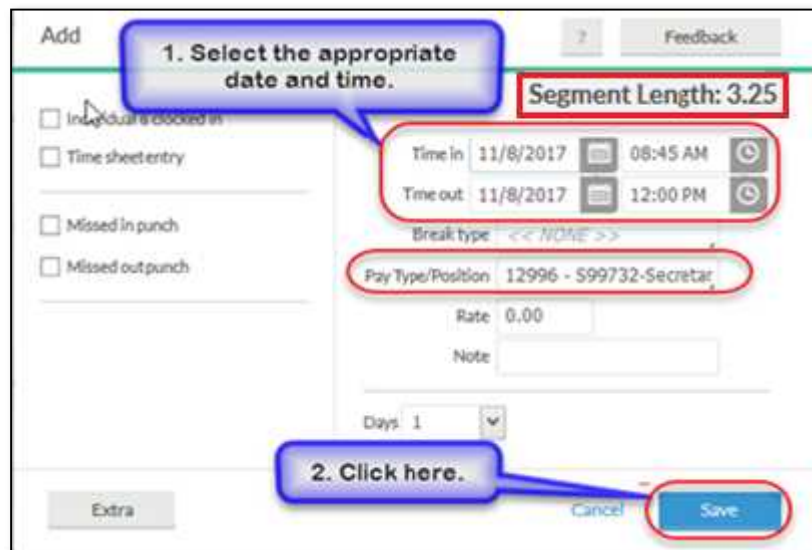 Add
1. Select the appropriate
date and time.
?
Feedback
Segment Length: 3.25
Individual is clocked in
Time sheet entry
Missed in punch
Missed out punch
Time in 11/8/2017 08:45 AM
Time out 11/8/2017 12:00 PM
Break type << NONE >>
Pay Type/Position 12996 - S99732-Secretar
Rate 0.00
Note
Days 1
2. Click here.
Extra
Cancel
Save